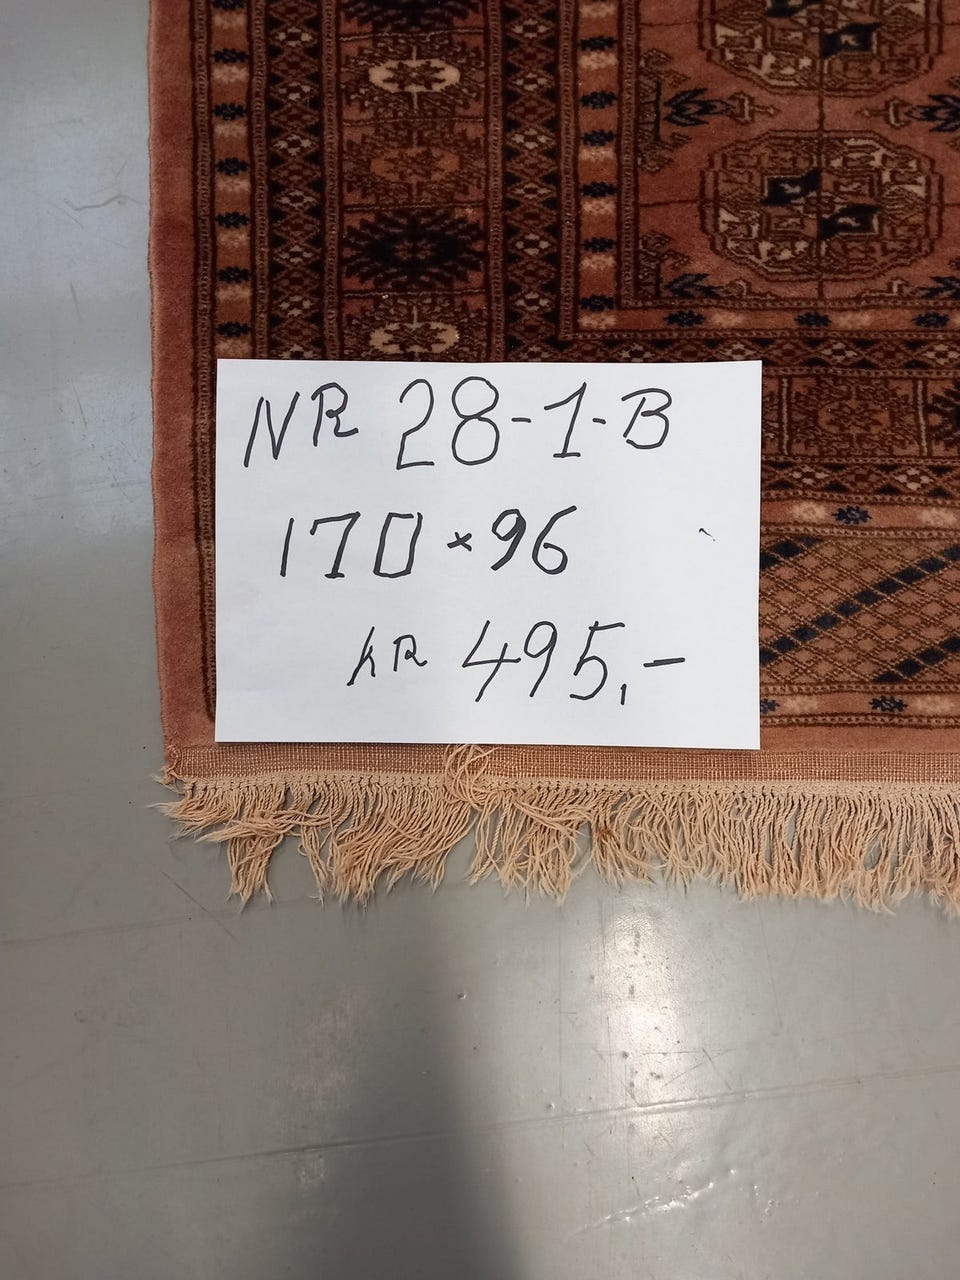 NR 28-1-B
170 × 96
kR 495,-